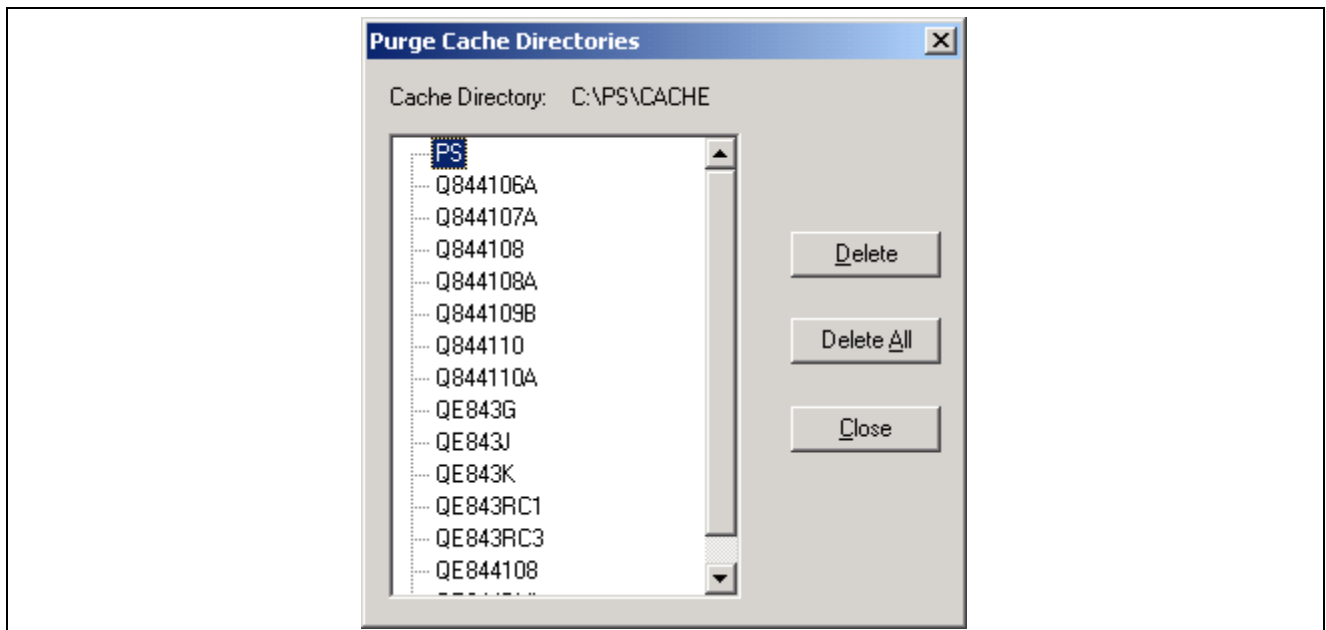 Purge Cache Directories
Cache Directory: C:\PS\CACHE
PS
Q844106A
Q844107A
Q844108
Q844108A
Q844109B
Q844110
Q844110A
QE843G
QE843J
QE843K
QE843RC1
QE843RC3
QE844108
Delete
Delete All
Close